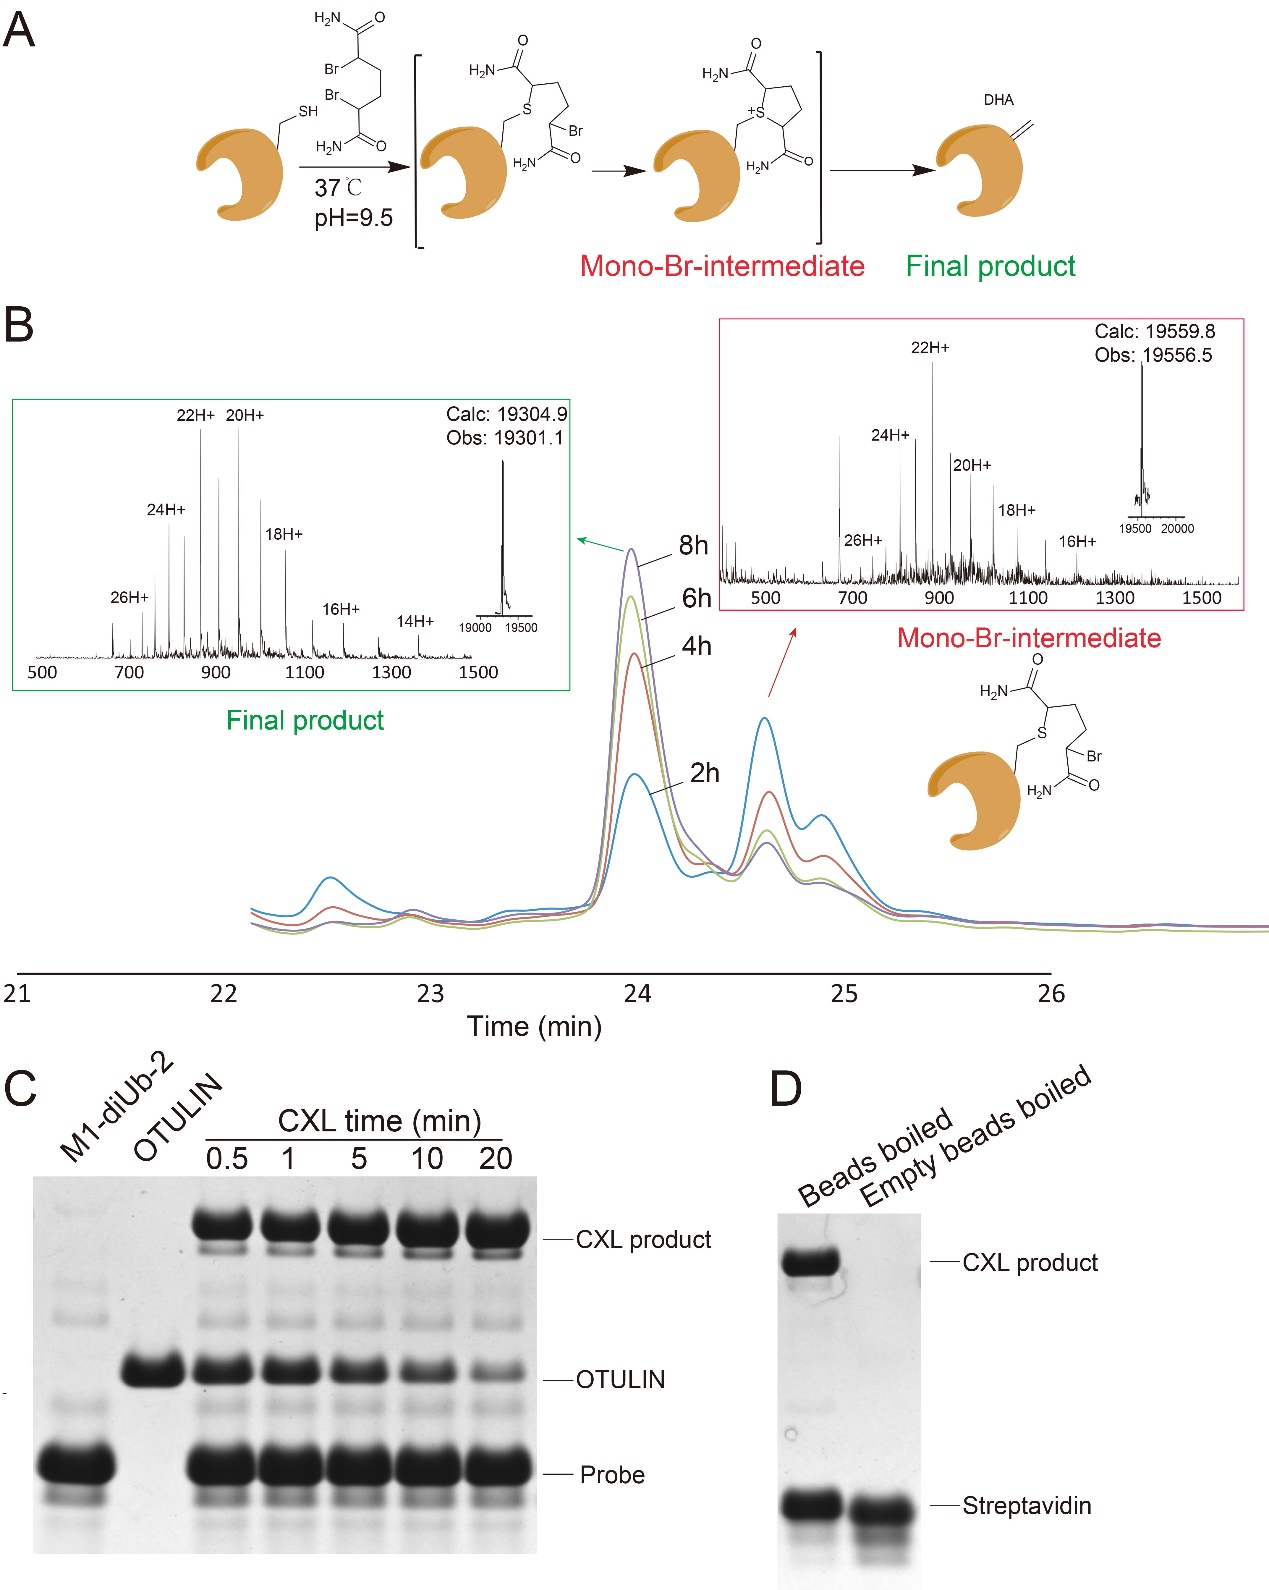 A
H₂N
O
Br
Br
H₂N
O
SH
37℃
pH=9.5
H₂N
O
S
Br
H₂N
O
H₂N
O
+S
H₂N
O
DHA
Mono-Br-intermediate
Final product
B
22H+
20H+
24H+
18H+
26H+
16H+
14H+
Calc: 19304.9
Obs: 19301.1
19000
19500
500
700
900
1100
1300
1500
Final product
22H+
24H+
20H+
18H+
26H+
16H+
Calc: 19559.8
Obs: 19556.5
19500
20000
500
700
900
1100
1300
1500
Mono-Br-intermediate
H₂N
O
S
Br
H₂N
O
8h
6h
4h
2h
21
22
23
24
25
26
Time (min)
C
M1-diUb-2
OTULIN
CXL time (min)
0.5
1
5
10
20
CXL product
OTULIN
Probe
D
Beads boiled
Empty beads boiled
CXL product
Streptavidin